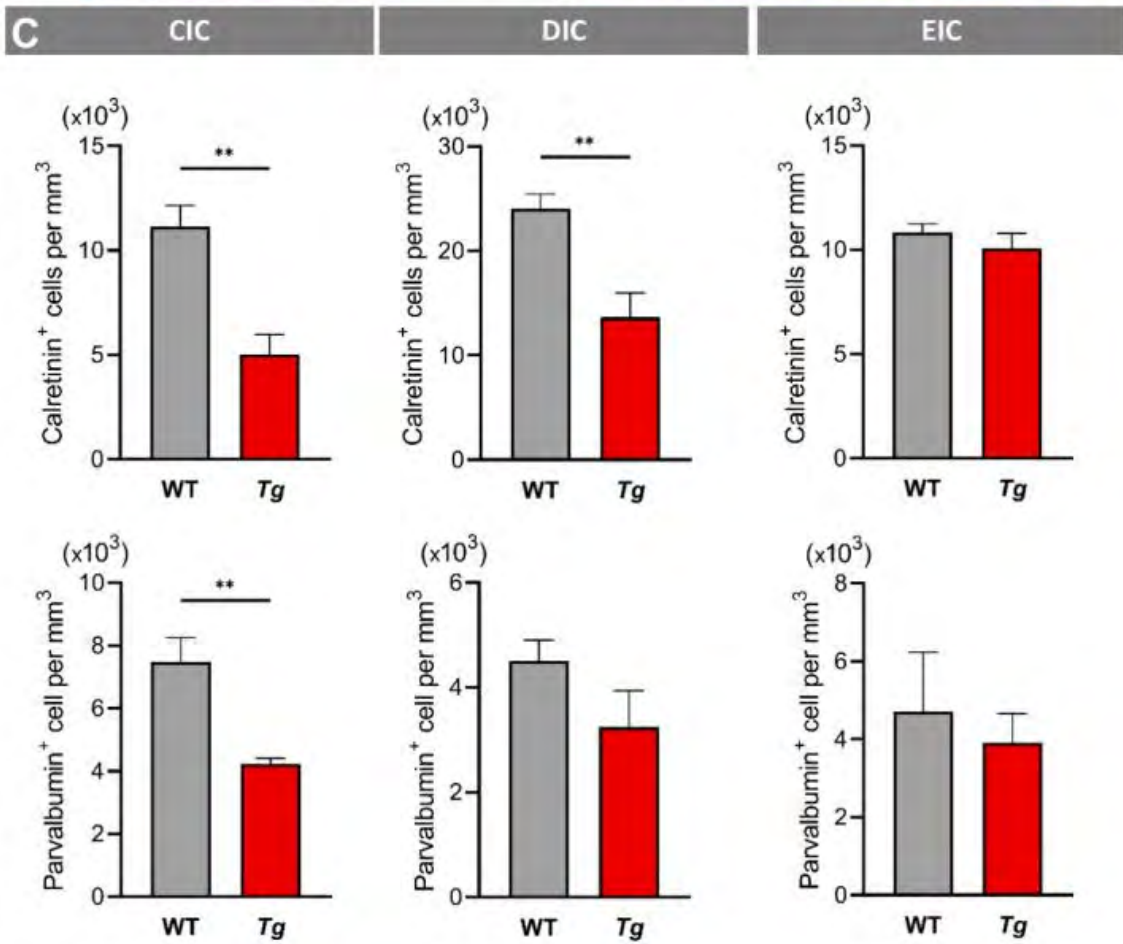 C
CIC
DIC
EIC
(x10³)
15
10
5
0
Calretinin⁺ cells per mm³
**
WT
Tg
(x10³)
30
20
10
0
Calretinin⁺ cells per mm³
**
WT
Tg
(x10³)
15
10
5
0
Calretinin⁺ cells per mm³
WT
Tg
(x10³)
10
8
6
4
2
0
Parvalbumin⁺ cell per mm³
**
WT
Tg
(x10³)
6
4
2
0
Parvalbumin⁺ cell per mm³
WT
Tg
(x10³)
8
6
4
2
0
Parvalbumin⁺ cell per mm³
WT
Tg